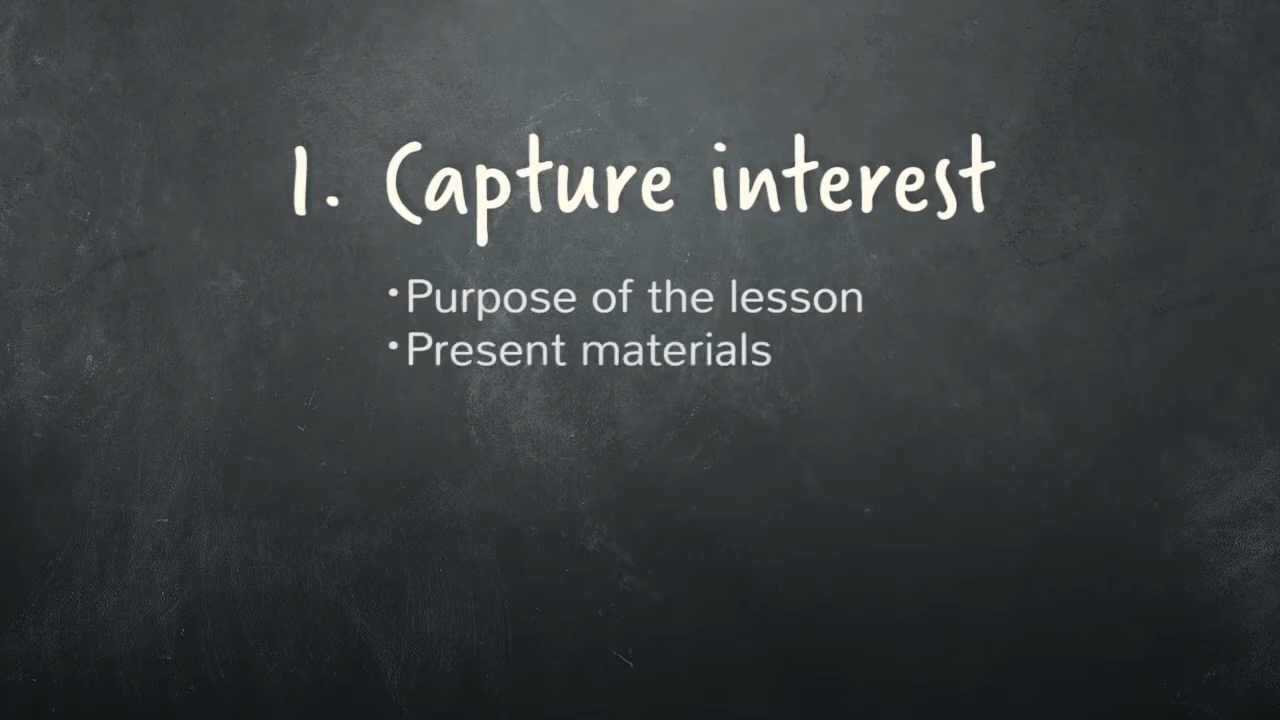 1. Capture interest
•Purpose of the lesson
•Present materials